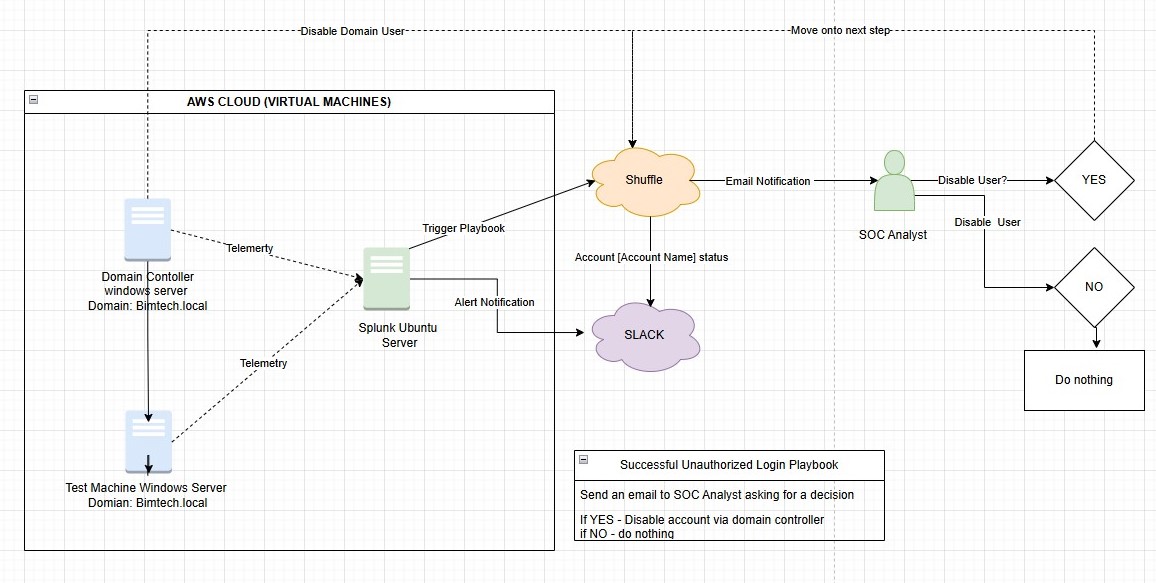 Disable Domain User
Move onto next step
AWS CLOUD (VIRTUAL MACHINES)
Shuffle
Email Notification
Disable User?
YES
Trigger Playbook
Disable User
SOC Analyst
Telemerty
Domain Contoller
windows server
Domain: Bimtech.local
Account [Account Name] status
Alert Notification
NO
Splunk Ubuntu
Server
SLACK
Telemetry
Do nothing
Test Machine Windows Server
Domian: Bimtech.local
Successful Unauthorized Login Playbook
Send an email to SOC Analyst asking for a decision
If YES - Disable account via domain controller
if NO - do nothing